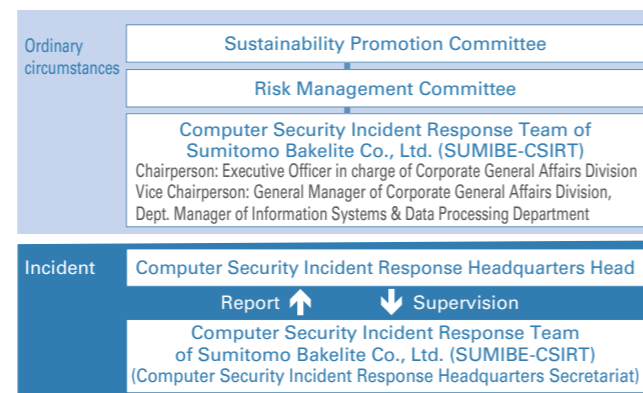 Ordinary
circumstances
Sustainability Promotion Committee
Risk Management Committee
Computer Security Incident Response Team of
Sumitomo Bakelite Co., Ltd. (SUMIBE-CSIRT)
Chairperson: Executive Officer in charge of Corporate General Affairs Division
Vice Chairperson: General Manager of Corporate General Affairs Division,
Dept. Manager of Information Systems & Data Processing Department
Incident
Computer Security Incident Response Headquarters Head
Report
Supervision
Computer Security Incident Response Team
of Sumitomo Bakelite Co., Ltd. (SUMIBE-CSIRT)
(Computer Security Incident Response Headquarters Secretariat)